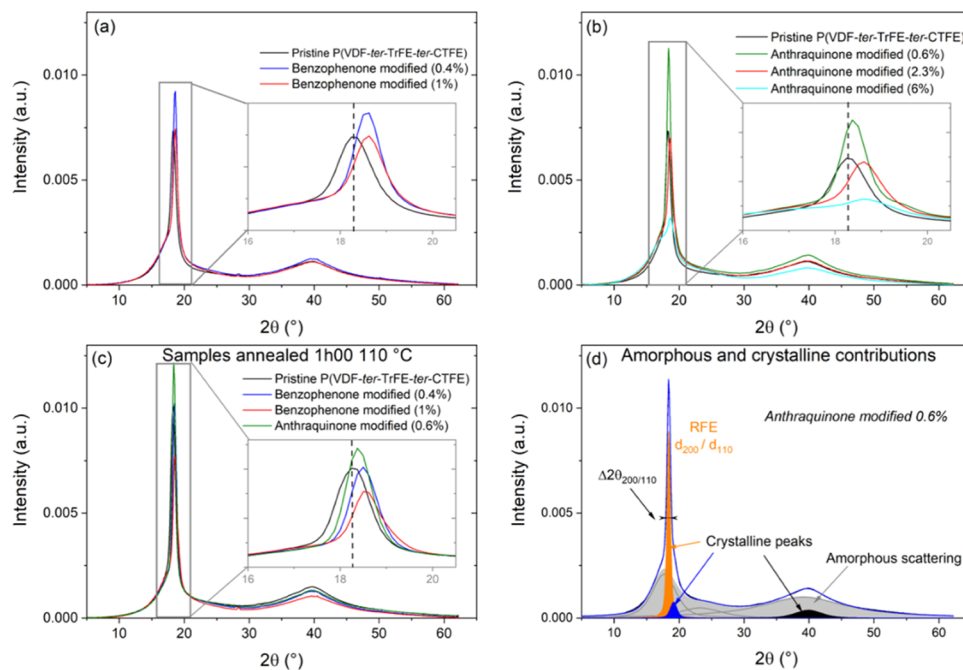 (a)
Pristine P(VDF-ter-TrFE-ter-CTFE)
Benzophenone modified (0.4%)
Benzophenone modified (1%)
0.010
0.005
0.000
Intensity (a.u.)
16 18 20
10 20 30 40 50 60
2θ (°)
(b)
Pristine P(VDF-ter-TrFE-ter-CTFE)
Anthraquinone modified (0.6%)
Anthraquinone modified (2.3%)
Anthraquinone modified (6%)
0.010
0.005
0.000
Intensity (a.u.)
16 18 20
10 20 30 40 50 60
2θ (°)
(c)
Samples annealed 1h00 110 °C
Pristine P(VDF-ter-TrFE-ter-CTFE)
Benzophenone modified (0.4%)
Benzophenone modified (1%)
Anthraquinone modified (0.6%)
0.010
0.005
0.000
Intensity (a.u.)
16 18 20
10 20 30 40 50 60
2θ (°)
(d)
Amorphous and crystalline contributions
Anthraquinone modified 0.6%
RFE
d200 / d110
Δ2θ200/110
Crystalline peaks
Amorphous scattering
0.010
0.005
0.000
Intensity (a.u.)
10 20 30 40 50 60
2θ (°)